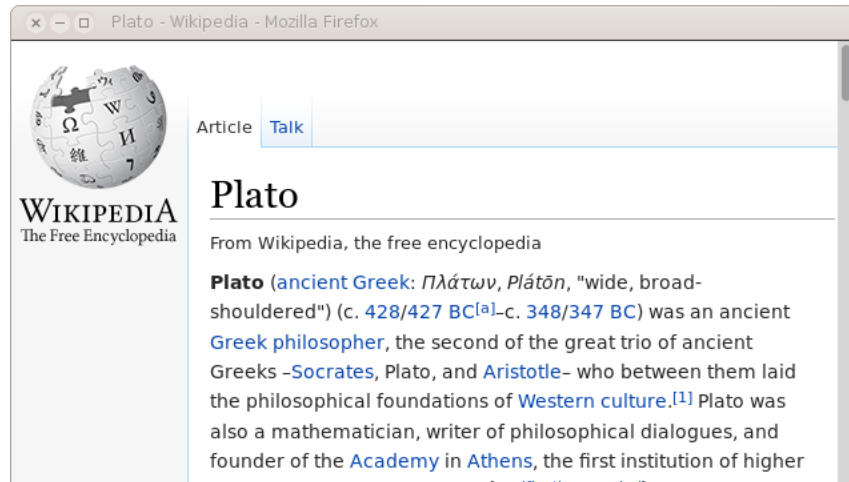 Plato - Wikipedia - Mozilla Firefox
WIKIPEDIA
The Free Encyclopedia
Article Talk
Plato
From Wikipedia, the free encyclopedia
Plato (ancient Greek: Πλάτων, Plátōn, "wide, broad-
shouldered") (c. 428/427 BC[a]–c. 348/347 BC) was an ancient
Greek philosopher, the second of the great trio of ancient
Greeks –Socrates, Plato, and Aristotle– who between them laid
the philosophical foundations of Western culture.[1] Plato was
also a mathematician, writer of philosophical dialogues, and
founder of the Academy in Athens, the first institution of higher